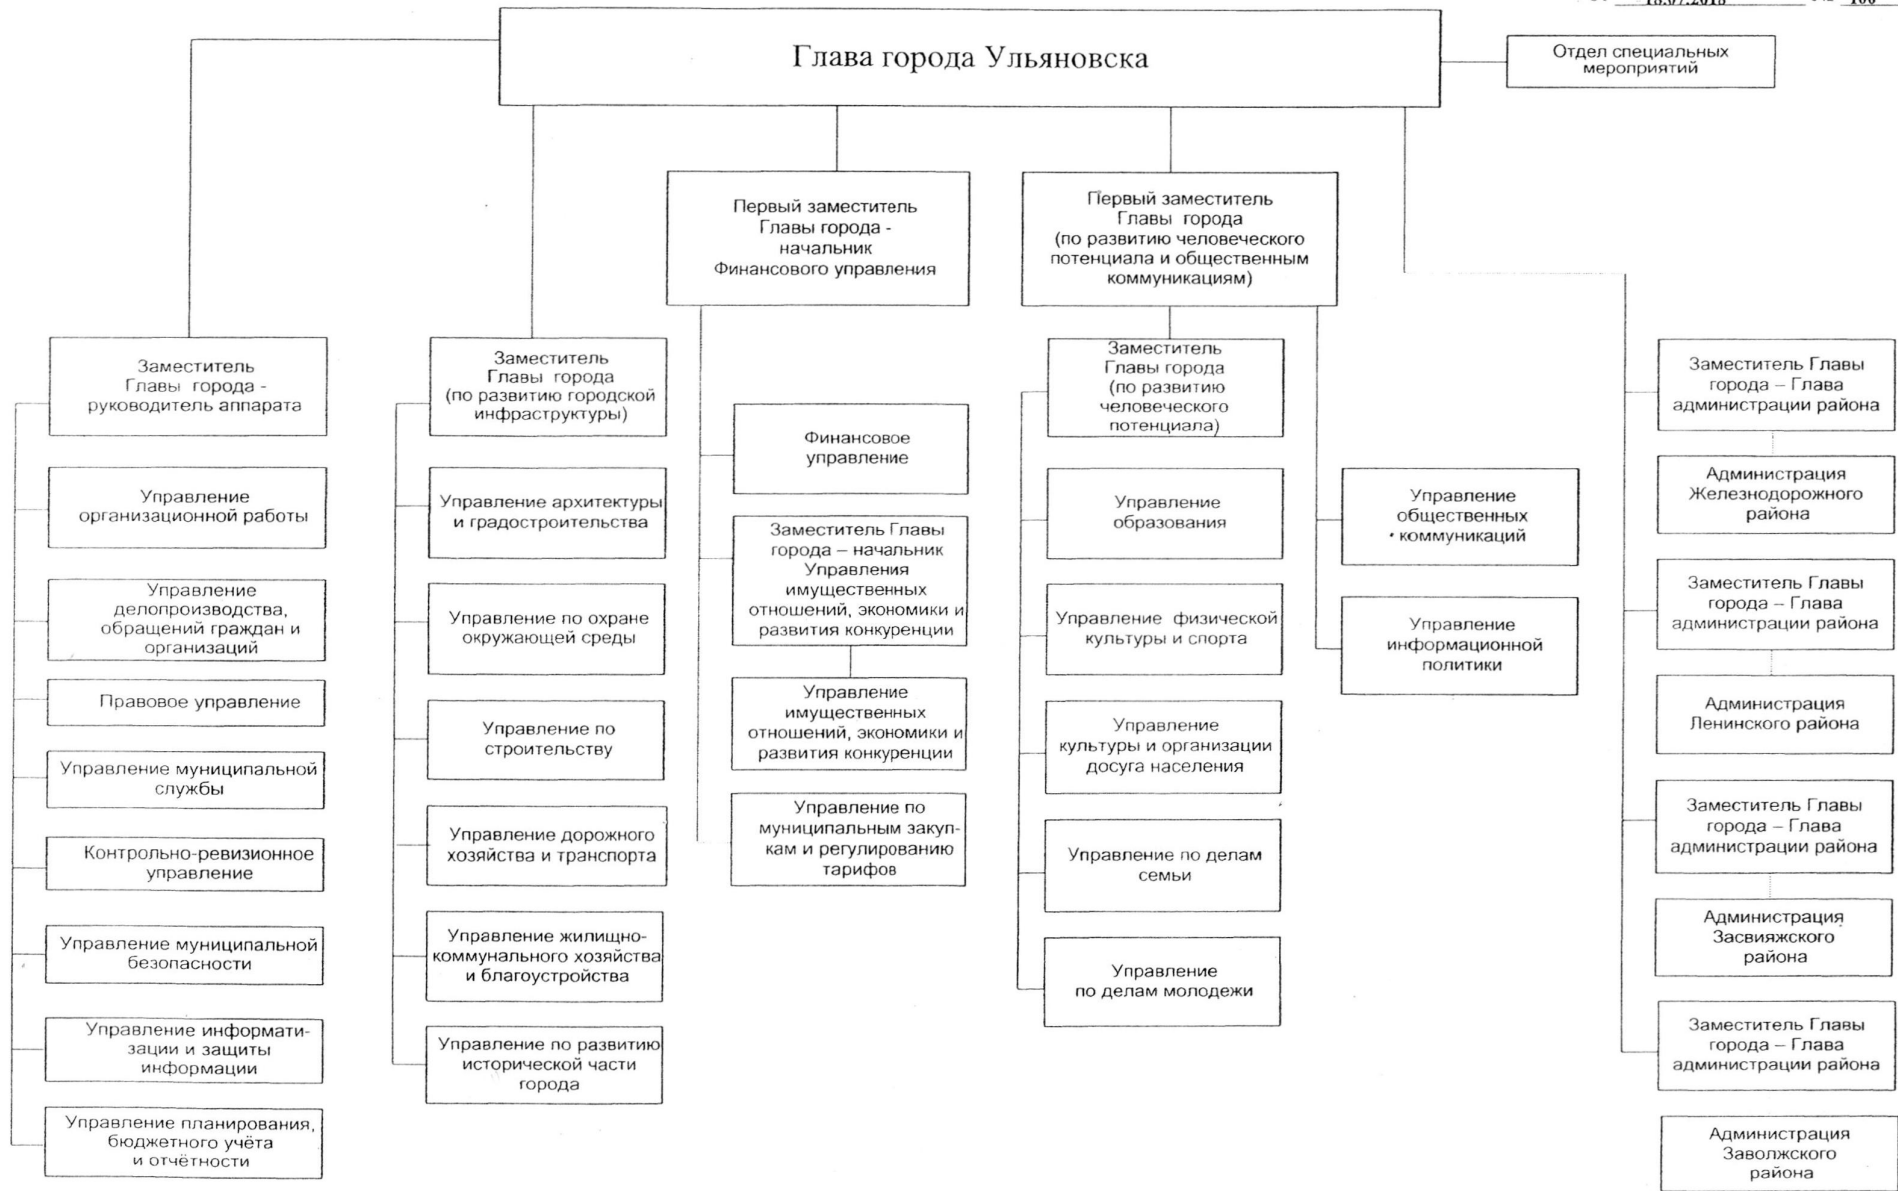 18.07.2018 № 100
Глава города Ульяновска
Отдел специальных
мероприятий
Первый заместитель
Главы города -
начальник
Финансового управления
Первый заместитель
Главы города
(по развитию человеческого
потенциала и общественным
коммуникациям)
Заместитель
Главы города -
руководитель аппарата
Управление
организационной работы
Управление
делопроизводства,
обращений граждан и
организаций
Правовое управление
Управление муниципальной
службы
Контрольно-ревизионное
управление
Управление муниципальной
безопасности
Управление информати-
зации и защиты
информации
Управление планирования,
бюджетного учёта
и отчётности
Заместитель
Главы города
(по развитию городской
инфраструктуры)
Управление архитектуры
и градостроительства
Управление по охране
окружающей среды
Управление по
строительству
Управление дорожного
хозяйства и транспорта
Управление жилищно-
коммунального хозяйства
и благоустройства
Управление по развитию
исторической части
города
Финансовое
управление
Заместитель Главы
города – начальник
Управления
имущественных
отношений, экономики и
развития конкуренции
Управление
имущественных
отношений, экономики и
развития конкуренции
Управление по
муниципальным закуп-
кам и регулированию
тарифов
Заместитель
Главы города
(по развитию
человеческого
потенциала)
Управление
образования
Управление физической
культуры и спорта
Управление
культуры и организации
досуга населения
Управление по делам
семьи
Управление
по делам молодежи
Управление
общественных
коммуникаций
Управление
информационной
политики
Заместитель Главы
города – Глава
администрации района
Администрация
Железнодорожного
района
Заместитель Главы
города – Глава
администрации района
Администрация
Ленинского района
Заместитель Главы
города – Глава
администрации района
Администрация
Засвияжского
района
Заместитель Главы
города – Глава
администрации района
Администрация
Заволжского
района